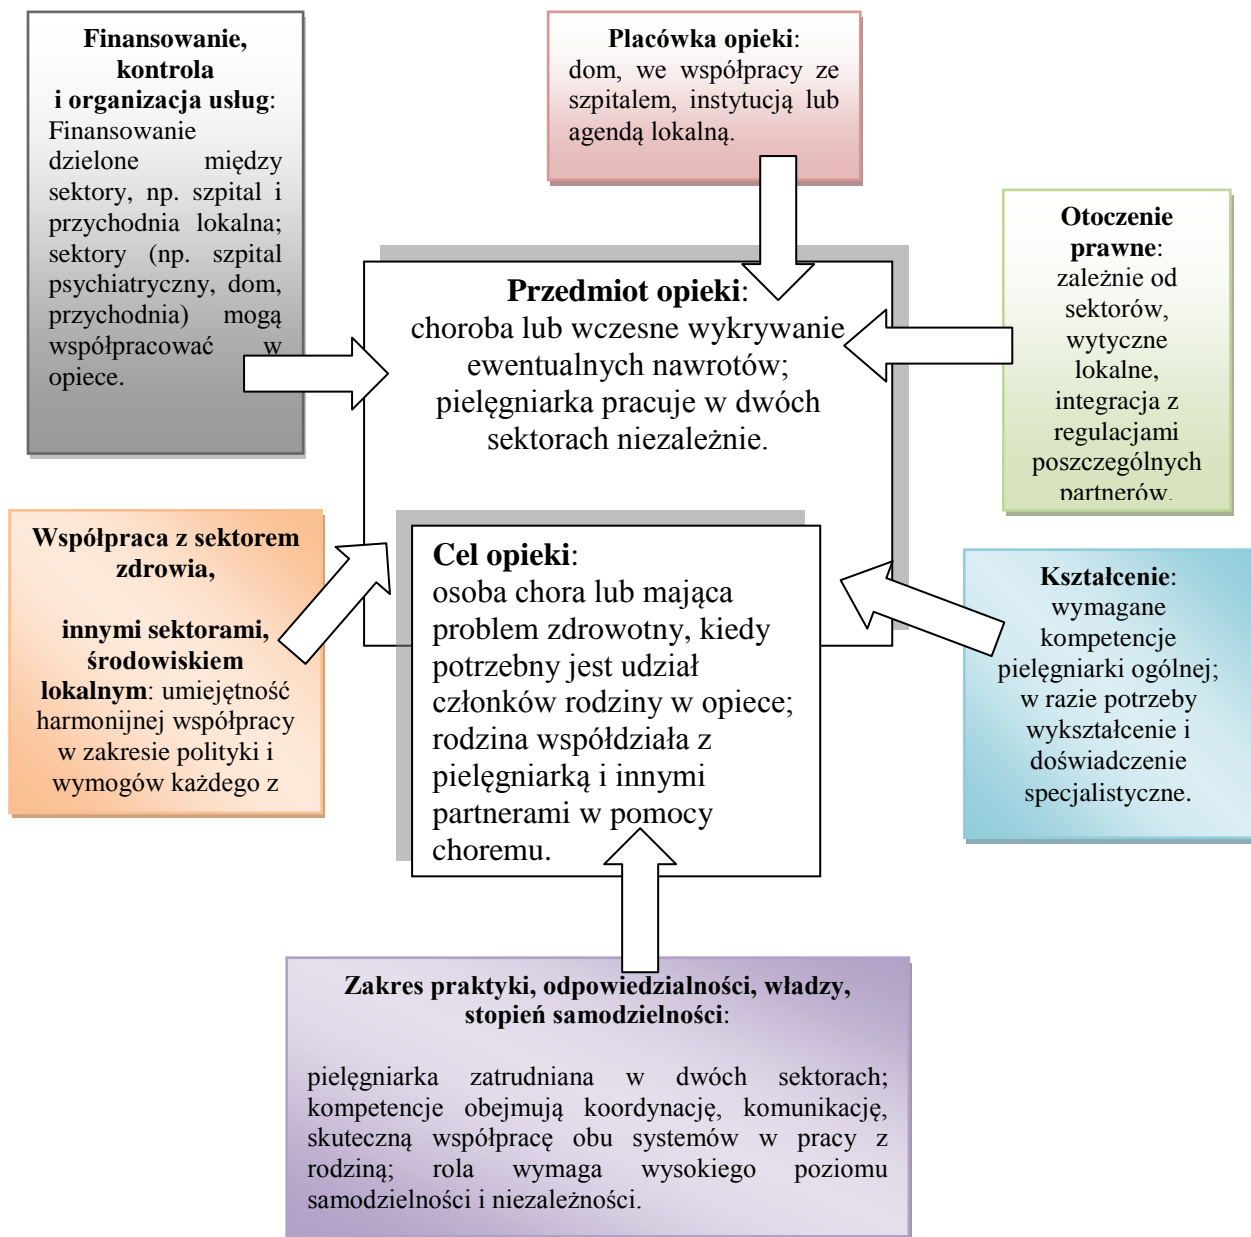 Finansowanie,
kontrola
i organizacja usług:
Finansowanie
dzielone między
sektory, np. szpital i
przychodnia lokalna;
sektory (np. szpital
psychiatryczny, dom,
przychodnia) mogą
współpracować w
opiece.
Placówka opieki:
dom, we współpracy ze
szpitalem, instytucją lub
agendą lokalną.
Otoczenie
prawne:
zależnie od
sektorów,
wytyczne
lokalne,
integracja z
regulacjami
poszczególnych
partnerów.
Przedmiot opieki:
choroba lub wczesne wykrywanie
ewentualnych nawrotów;
pielęgniarka pracuje w dwóch
sektorach niezależnie.
Współpraca z sektorem
zdrowia,
innymi sektorami,
środowiskiem
lokalnym: umiejętność
harmonijnej współpracy
w zakresie polityki i
wymogów każdego z
Cel opieki:
osoba chora lub mająca
problem zdrowotny, kiedy
potrzebny jest udział
członków rodziny w opiece;
rodzina współdziała z
pielęgniarką i innymi
partnerami w pomocy
choremu.
Kształcenie:
wymagane
kompetencje
pielęgniarki ogólnej;
w razie potrzeby
wykształcenie i
doświadczenie
specjalistyczne.
Zakres praktyki, odpowiedzialności, władzy,
stopień samodzielności:
pielęgniarka zatrudniana w dwóch sektorach;
kompetencje obejmują koordynację, komunikację,
skuteczną współpracę obu systemów w pracy z
rodziną; rola wymaga wysokiego poziomu
samodzielności i niezależności.